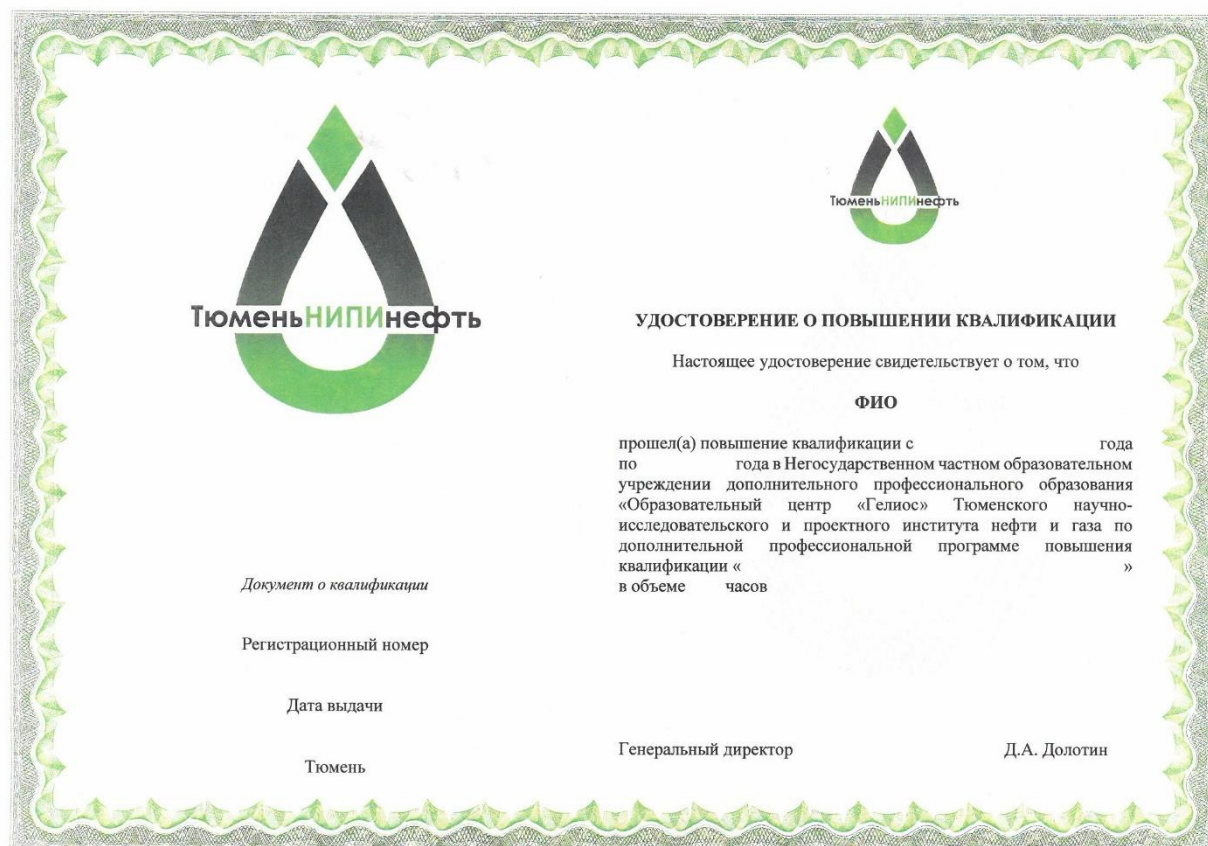 ТюменьНИПИнефть
Документ о квалификации
Регистрационный номер
Дата выдачи
Тюмень
ТюменьНИПИнефть
УДОСТОВЕРЕНИЕ О ПОВЫШЕНИИ КВАЛИФИКАЦИИ
Настоящее удостоверение свидетельствует о том, что
ФИО
прошел(а) повышение квалификации с года
по года в Негосударственном частном образовательном
учреждении дополнительного профессионального образования
«Образовательный центр «Гелиос» Тюменского научно-
исследовательского и проектного института нефти и газа по
дополнительной профессиональной программе повышения
квалификации « »
в объеме часов
Генеральный директор Д.А. Долотин